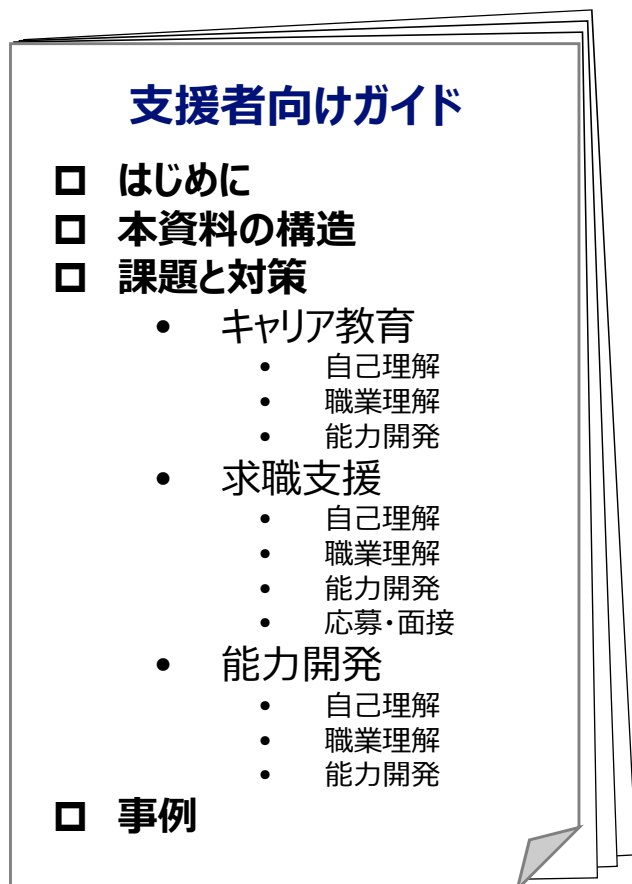 支援者向けガイド
□ はじめに
□ 本資料の構造
□ 課題と対策
• キャリア教育
• 自己理解
• 職業理解
• 能力開発
• 求職支援
• 自己理解
• 職業理解
• 能力開発
• 応募・面接
• 能力開発
• 自己理解
• 職業理解
• 能力開発
□ 事例